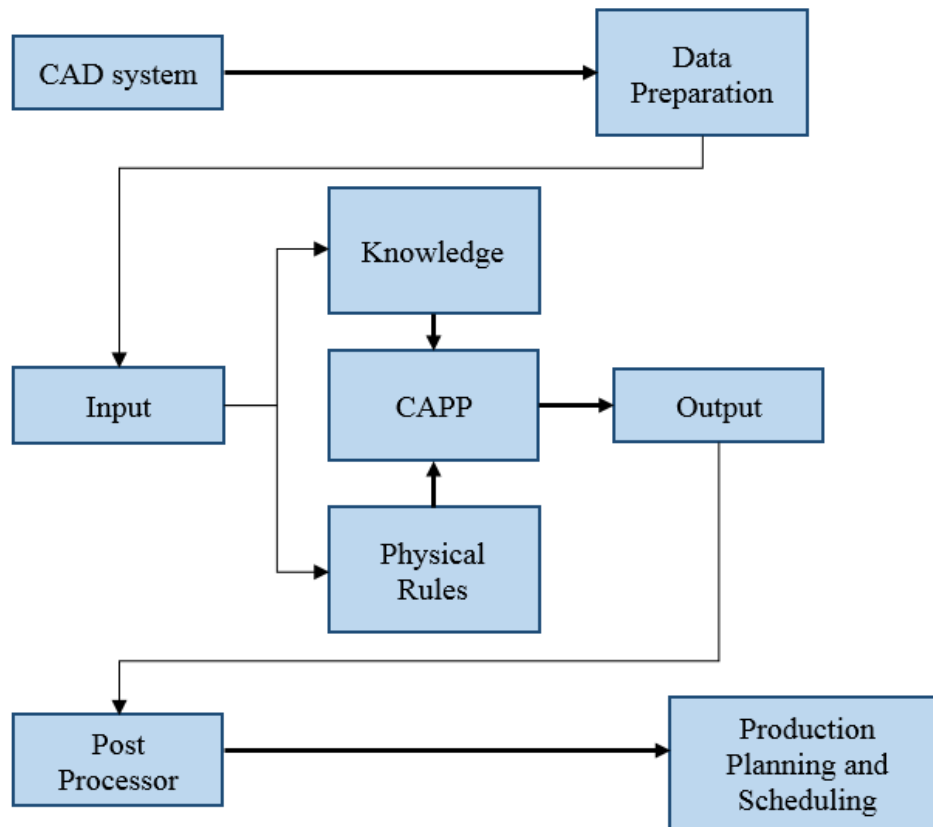 CAD system
Data
Preparation
Knowledge
Input
CAPP
Output
Physical
Rules
Post
Processor
Production
Planning and
Scheduling